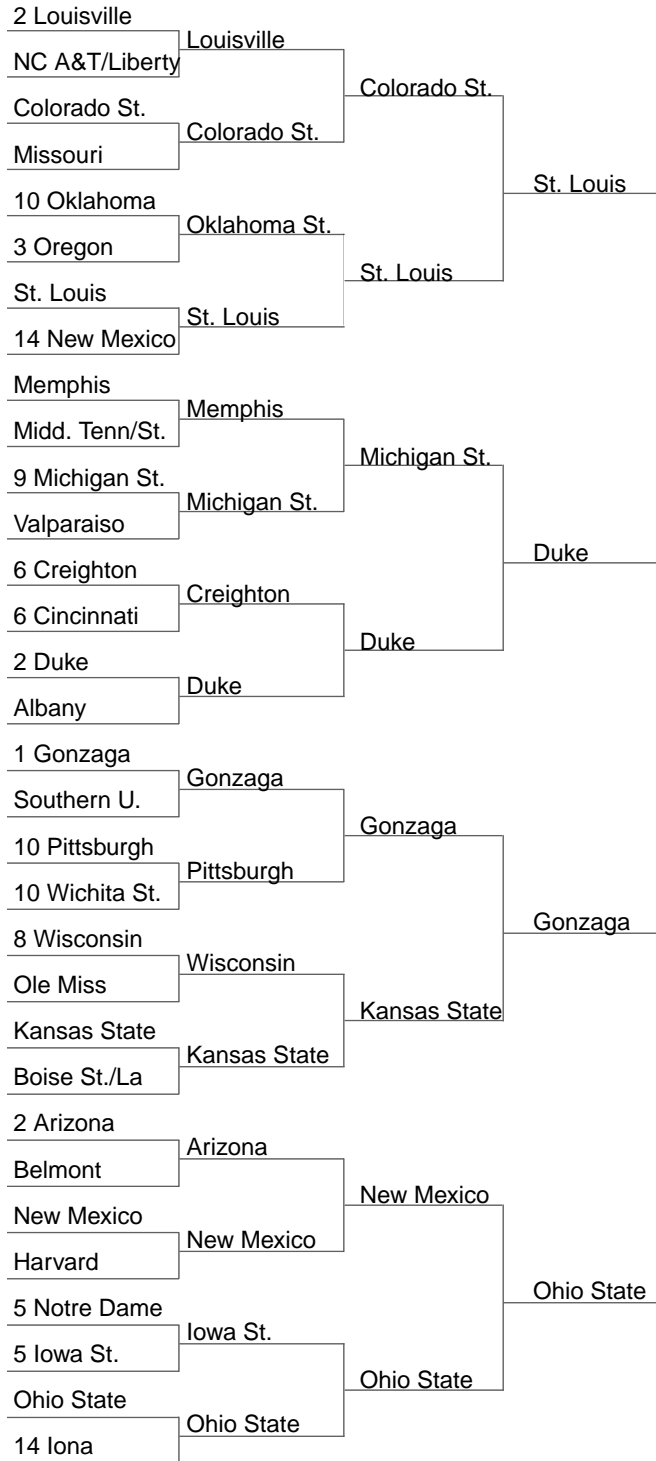 2 Louisville
NC A&T/Liberty
Colorado St.
Missouri
10 Oklahoma
3 Oregon
St. Louis
14 New Mexico
Memphis
Midd. Tenn/St.
9 Michigan St.
Valparaiso
6 Creighton
6 Cincinnati
2 Duke
Albany
1 Gonzaga
Southern U.
10 Pittsburgh
10 Wichita St.
8 Wisconsin
Ole Miss
Kansas State
Boise St./La
2 Arizona
Belmont
New Mexico
Harvard
5 Notre Dame
5 Iowa St.
Ohio State
14 Iona
Louisville
Colorado St.
Oklahoma St.
St. Louis
Memphis
Michigan St.
Creighton
Duke
Gonzaga
Pittsburgh
Wisconsin
Kansas State
Arizona
New Mexico
Iowa St.
Ohio State
Colorado St.
St. Louis
Michigan St.
Duke
Gonzaga
Kansas State
New Mexico
Ohio State
St. Louis
Duke
Gonzaga
Ohio State